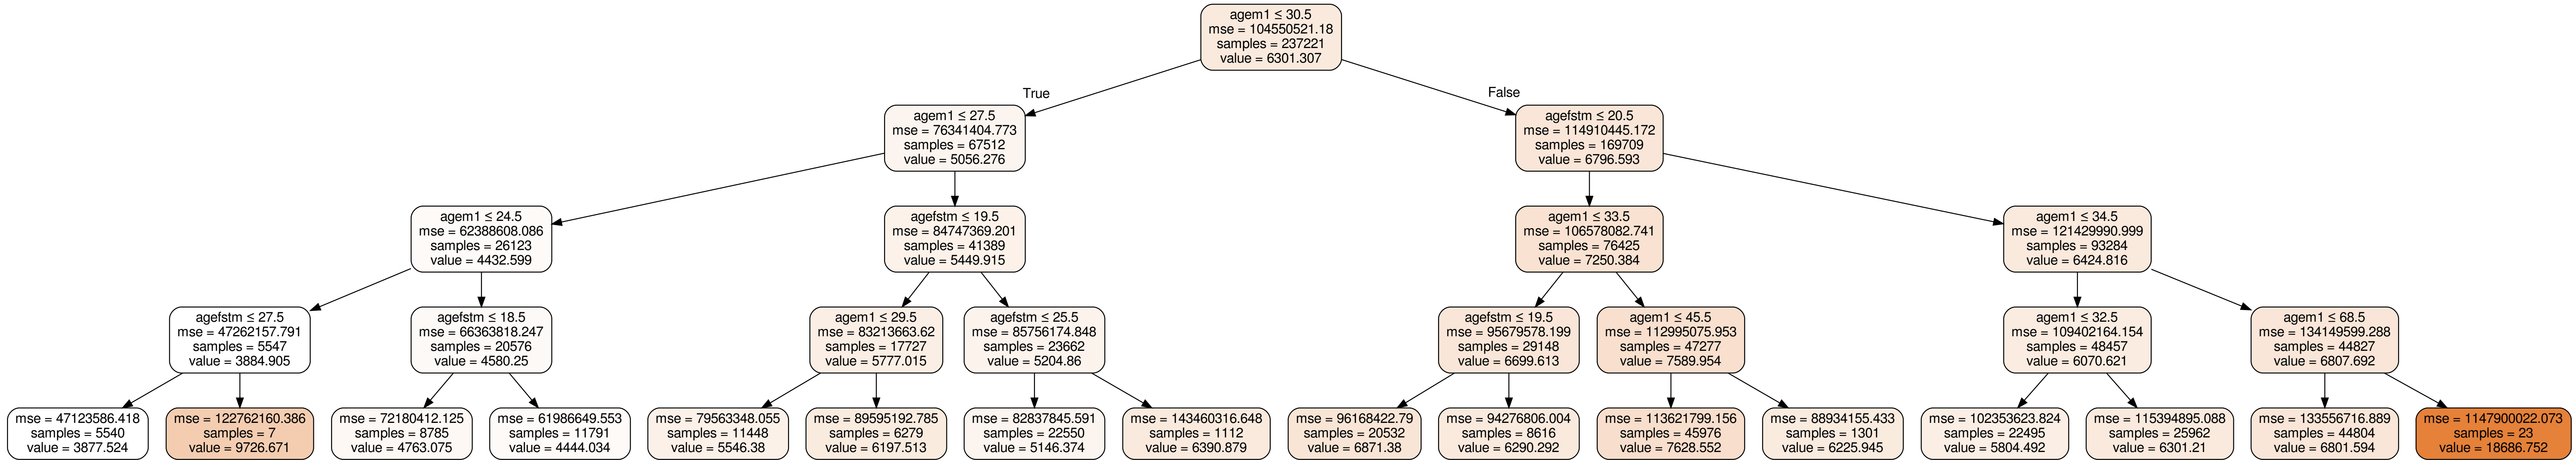 agem1 ≤ 30.5
mse = 104550521.18
samples = 237221
value = 6301.307
True
False
agem1 ≤ 27.5
mse = 76341404.773
samples = 67512
value = 5056.276
agefstm ≤ 20.5
mse = 114910445.172
samples = 169709
value = 6796.593
agem1 ≤ 24.5
mse = 62388608.086
samples = 26123
value = 4432.599
agefstm ≤ 19.5
mse = 84747369.201
samples = 41389
value = 5449.915
agem1 ≤ 33.5
mse = 106578082.741
samples = 76425
value = 7250.384
agem1 ≤ 34.5
mse = 121429990.999
samples = 93284
value = 6424.816
agefstm ≤ 27.5
mse = 47262157.791
samples = 5547
value = 3884.905
agefstm ≤ 18.5
mse = 66363818.247
samples = 20576
value = 4580.25
agem1 ≤ 29.5
mse = 83213663.62
samples = 17727
value = 5777.015
agefstm ≤ 25.5
mse = 85756174.848
samples = 23662
value = 5204.86
agefstm ≤ 19.5
mse = 95679578.199
samples = 29148
value = 6699.613
agem1 ≤ 45.5
mse = 112995075.953
samples = 47277
value = 7589.954
agem1 ≤ 32.5
mse = 109402164.154
samples = 48457
value = 6070.621
agem1 ≤ 68.5
mse = 134149599.288
samples = 44827
value = 6807.692
mse = 47123586.418
samples = 5540
value = 3877.524
mse = 122762160.386
samples = 7
value = 9726.671
mse = 72180412.125
samples = 8785
value = 4763.075
mse = 61986649.553
samples = 11791
value = 4444.034
mse = 79563348.055
samples = 11448
value = 5546.38
mse = 89595192.785
samples = 6279
value = 6197.513
mse = 82837845.591
samples = 22550
value = 5146.374
mse = 143460316.648
samples = 1112
value = 6390.879
mse = 96168422.79
samples = 20532
value = 6871.38
mse = 94276806.004
samples = 8616
value = 6290.292
mse = 113621799.156
samples = 45976
value = 7628.552
mse = 88934155.433
samples = 1301
value = 6225.945
mse = 102353623.824
samples = 22495
value = 5804.492
mse = 115394895.088
samples = 25962
value = 6301.21
mse = 133556716.889
samples = 44804
value = 6801.594
mse = 1147900022.073
samples = 23
value = 18686.752